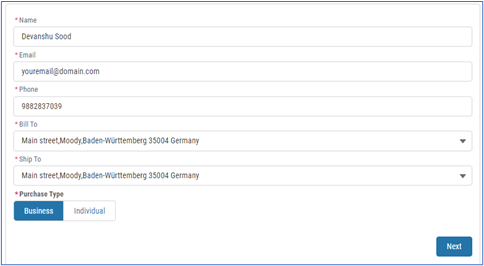 * Name
Devanshu Sood
* Email
youremail@domain.com
* Phone
9882837039
* Bill To
Main street,Moody,Baden-Württemberg 35004 Germany
* Ship To
Main street,Moody,Baden-Württemberg 35004 Germany
* Purchase Type
Business Individual
Next